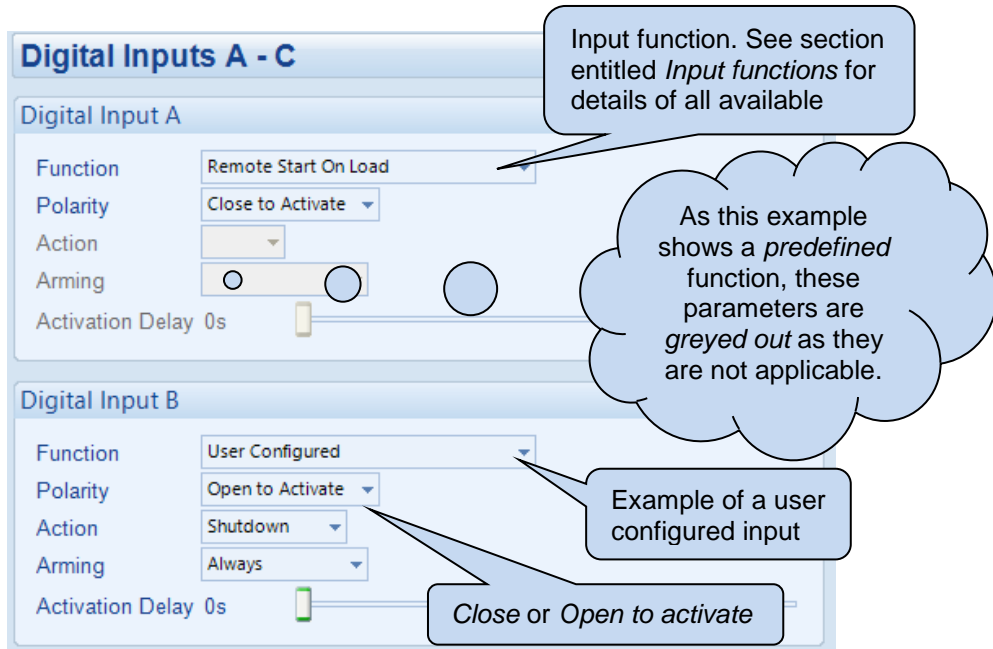 Digital Inputs A - C
Input function. See section
entitled Input functions for
details of all available
Digital Input A
Function Remote Start On Load
Polarity Close to Activate
Action
Arming
Activation Delay 0s
As this example
shows a predefined
function, these
parameters are
greyed out as they
are not applicable.
Digital Input B
Function User Configured
Polarity Open to Activate
Action Shutdown
Arming Always
Activation Delay 0s
Example of a user
configured input
Close or Open to activate